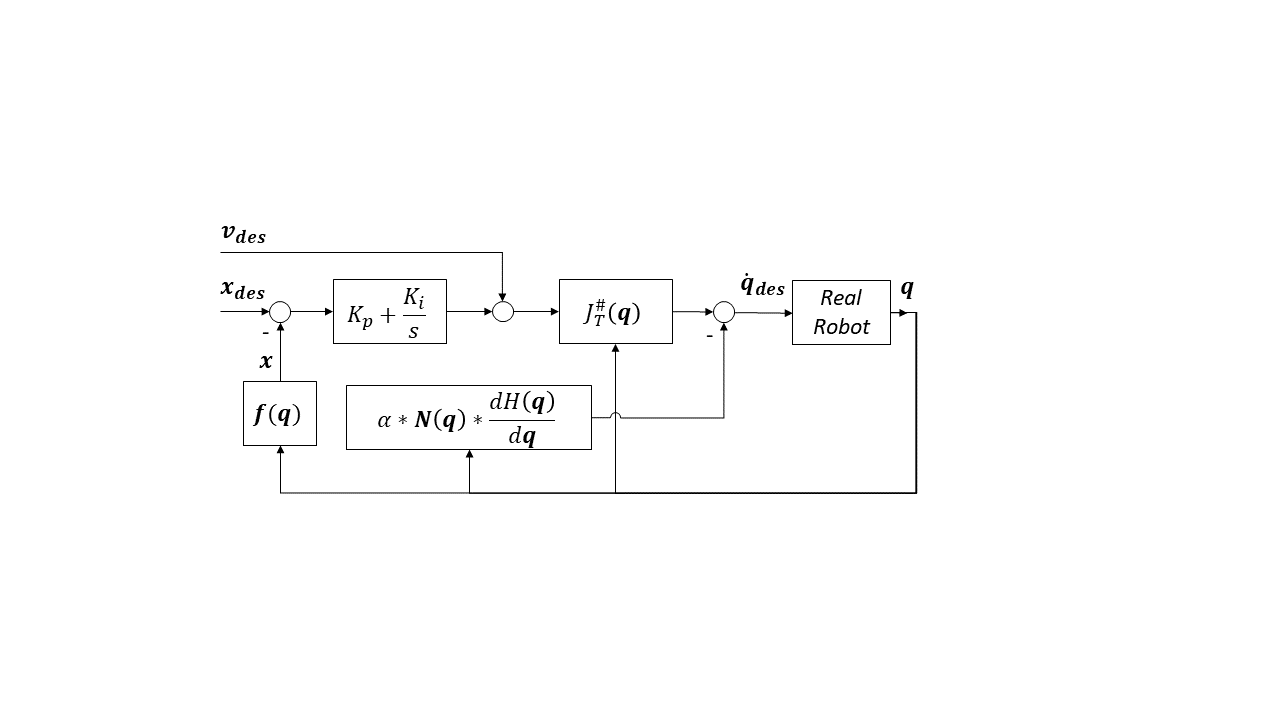 v_des
x_des
-
x
K_p + K_i/s
J_T^#(q)
-
q̇_des
Real
Robot
q
f(q)
α ∗ N(q) ∗ dH(q)/dq